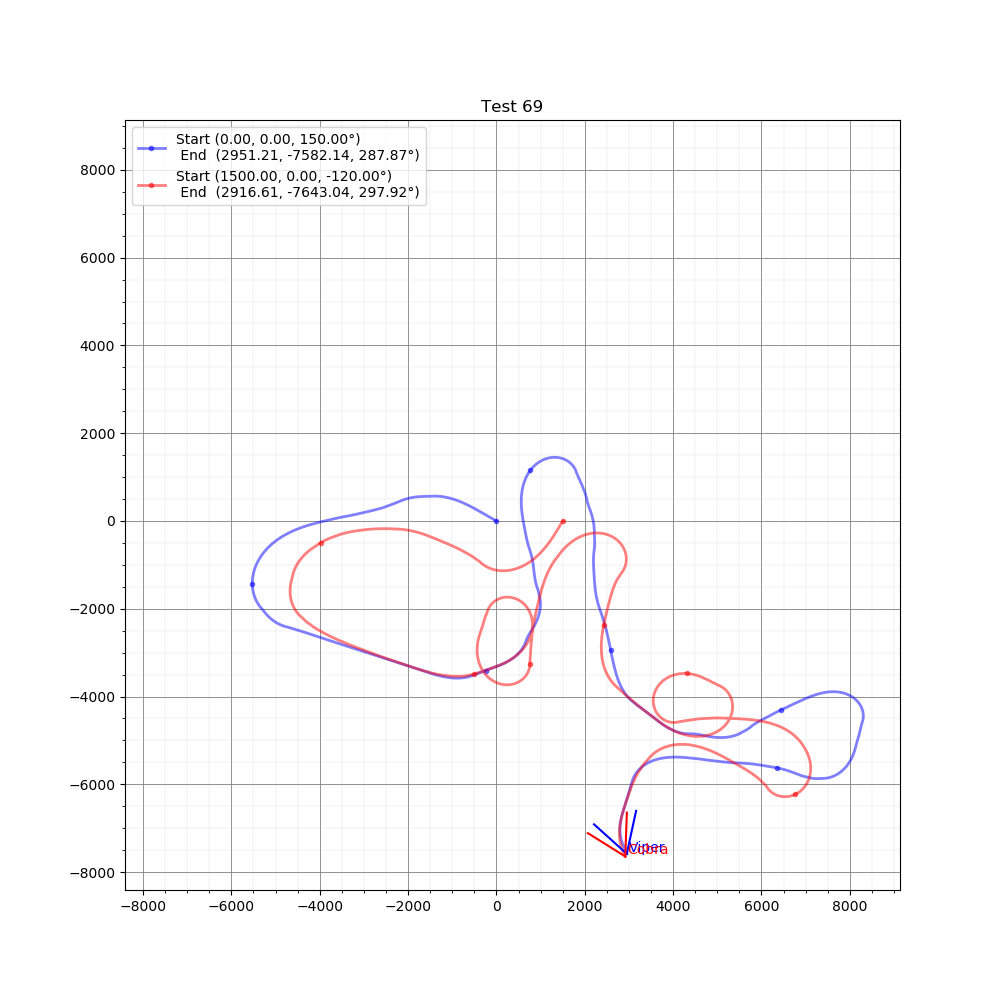 Test 69
Start (0.00, 0.00, 150.00°)
End (2951.21, -7582.14, 287.87°)
Start (1500.00, 0.00, -120.00°)
End (2916.61, -7643.04, 297.92°)
8000
6000
4000
2000
0
−2000
−4000
−6000
−8000
Viper
Cobra
−8000 −6000 −4000 −2000 0 2000 4000 6000 8000